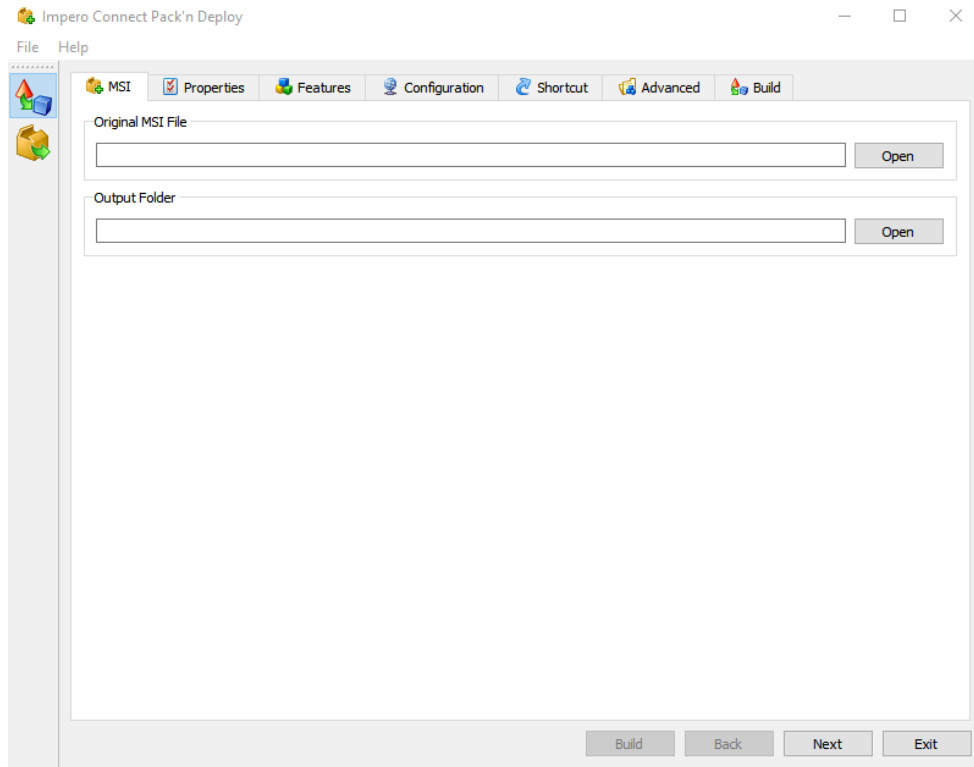 Impero Connect Pack'n Deploy
File Help
MSI Properties Features Configuration Shortcut Advanced Build
Original MSI File
Open
Output Folder
Open
Build Back Next Exit